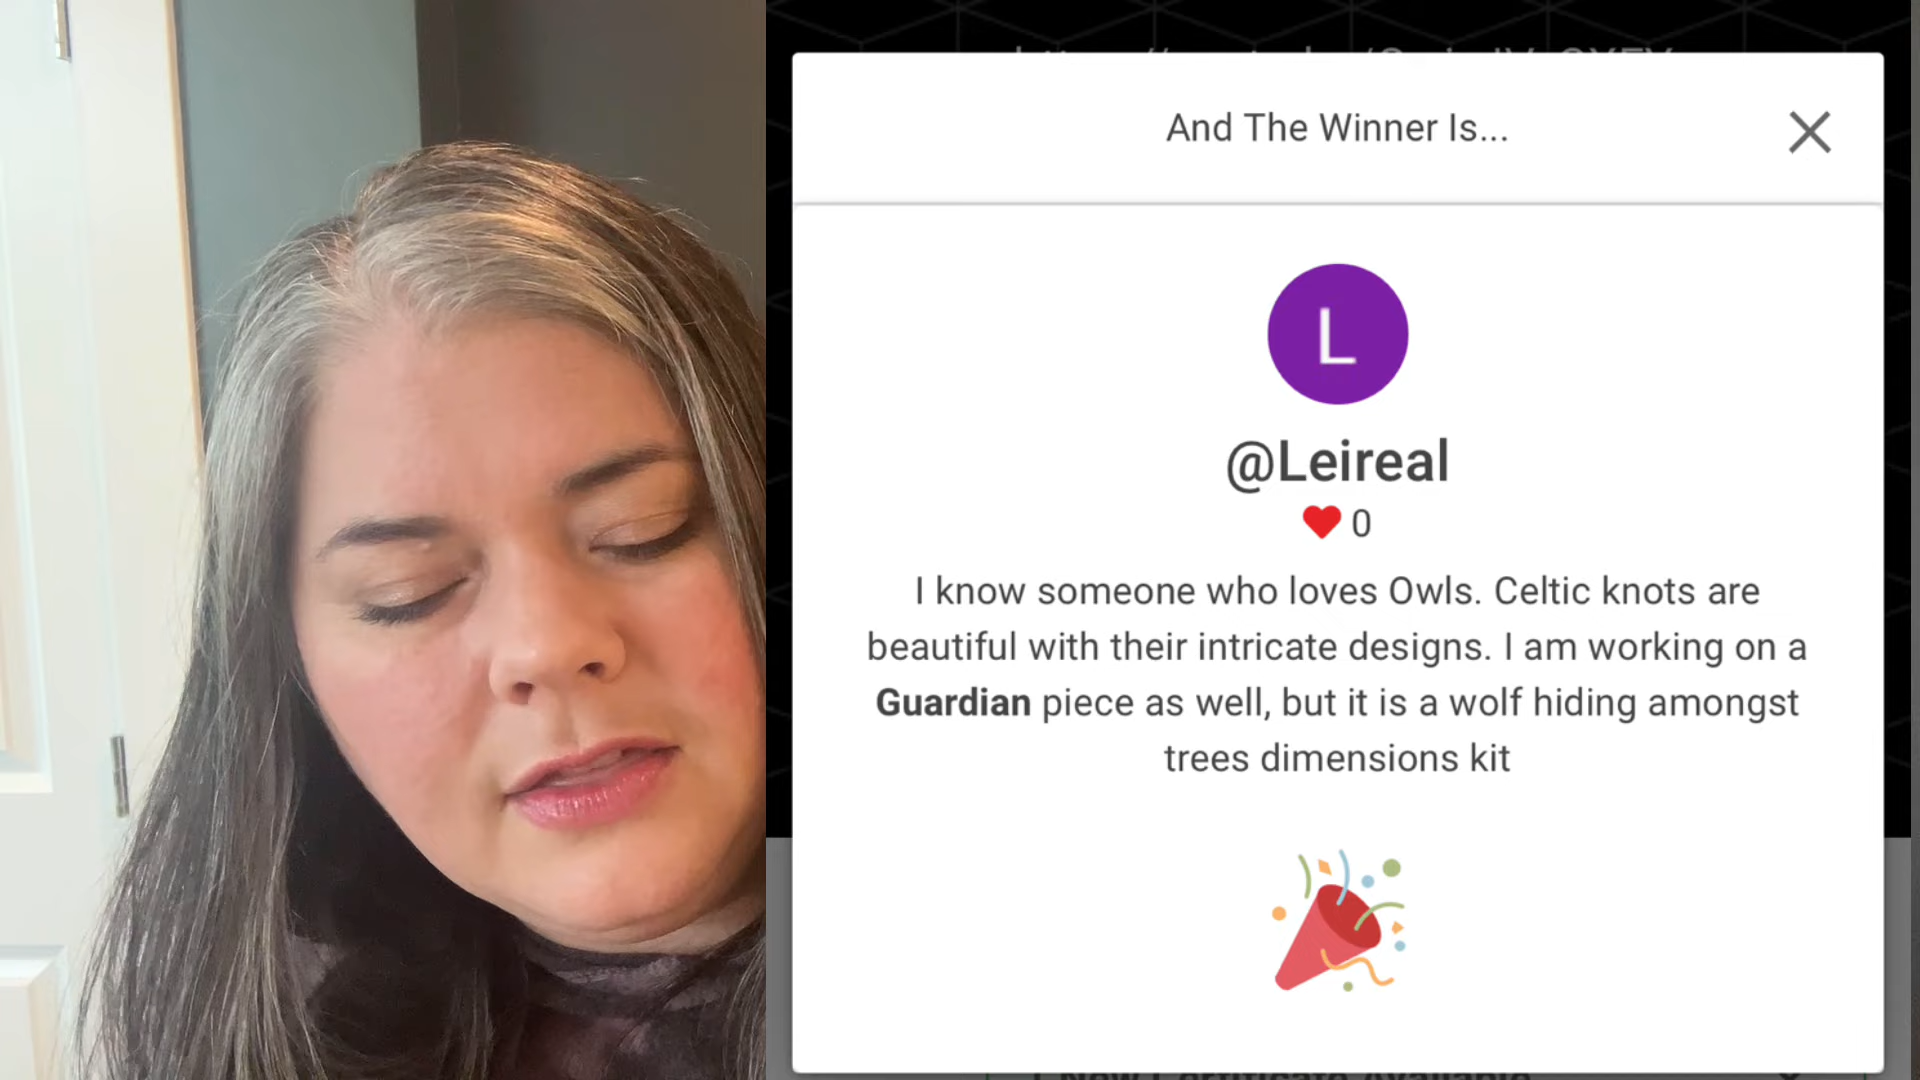 And The Winner Is...
L
@Leireal
0
I know someone who loves Owls. Celtic knots are
beautiful with their intricate designs. I am working on a
Guardian piece as well, but it is a wolf hiding amongst
trees dimensions kit